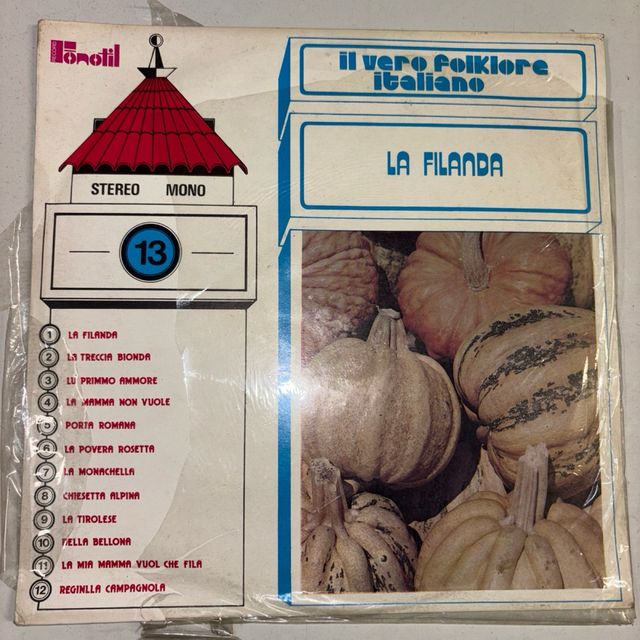 RECORD
Fonotil
il vero folklore
italiano
LA FILANDA
STEREO MONO
13
1 LA FILANDA
2 LA TRECCIA BIONDA
3 LU PRIMMO AMMORE
4 LA MAMMA NON VUOLE
5 PORTA ROMANA
6 LA POVERA ROSETTA
7 LA MONACHELLA
8 CHIESETTA ALPINA
9 LA TIROLESE
10 BELLA BELLONA
11 LA MIA MAMMA VUOL CHE FILA
12 REGINLLA CAMPAGNOLA